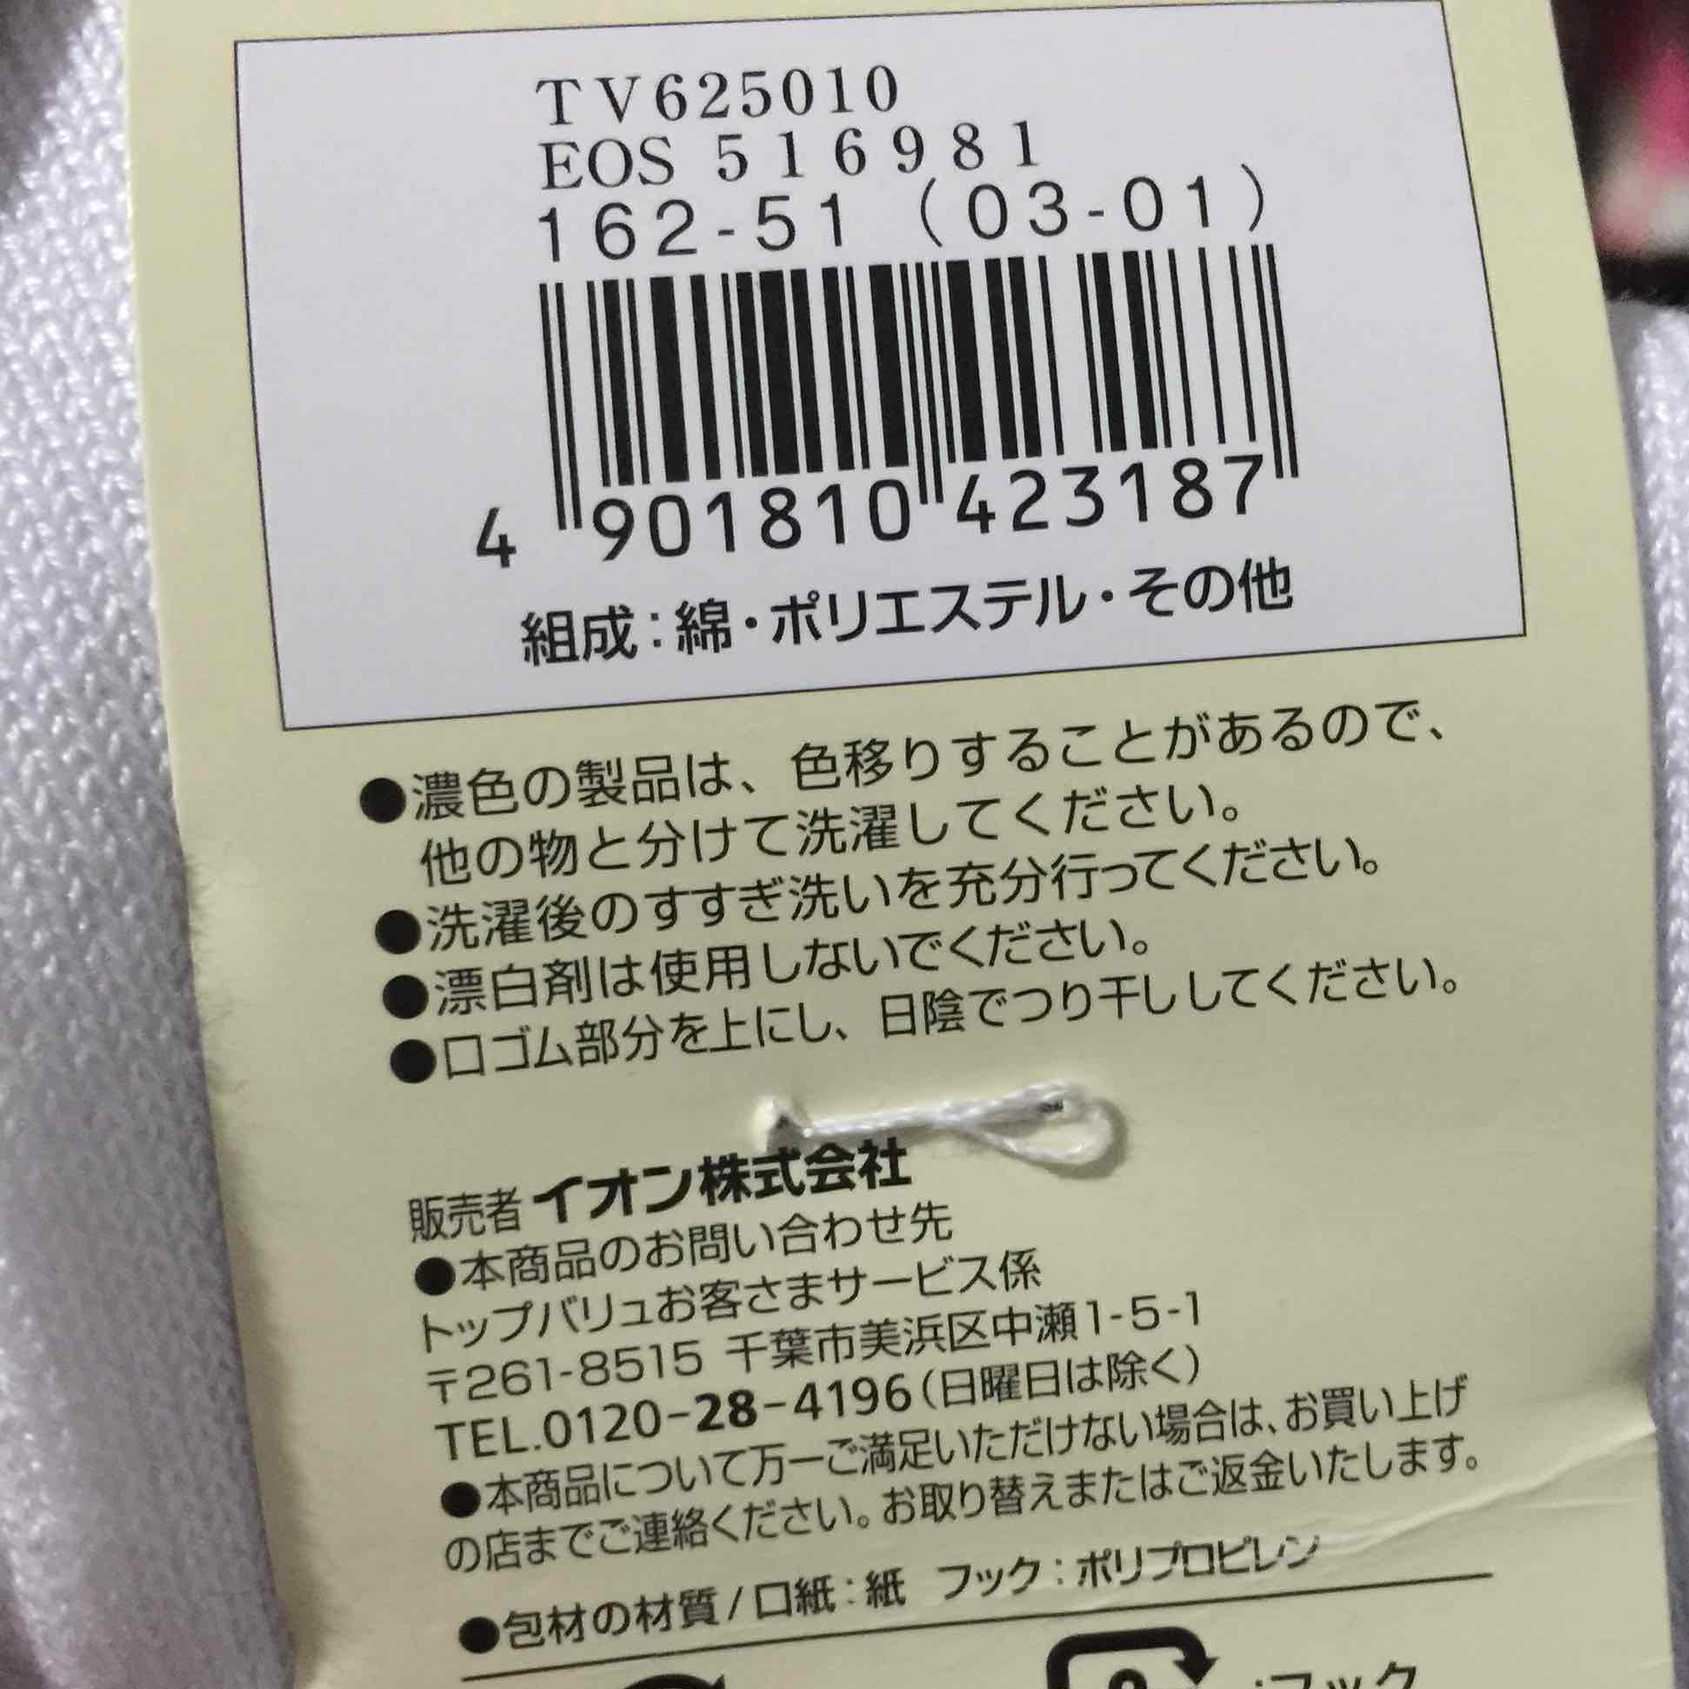 TV625010
EOS 516981
162-51 (03-01)
4 901810 423187
組成:綿・ポリエステル・その他
●濃色の製品は、色移りすることがあるので、
他の物と分けて洗濯してください。
●洗濯後のすすぎ洗いを充分行ってください。
●漂白剤は使用しないでください。
●口ゴム部分を上にし、日陰でつり干ししてください。
販売者 イオン株式会社
●本商品のお問い合わせ先
トップバリュお客さまサービス係
〒261-8515 千葉市美浜区中瀬1-5-1
TEL.0120-28-4196(日曜日は除く)
●本商品について万一ご満足いただけない場合は、お買い上げ
の店までご連絡ください。お取り替えまたはご返金いたします。
●包材の材質/口紙:紙 フック:ポリプロピレン
:フック